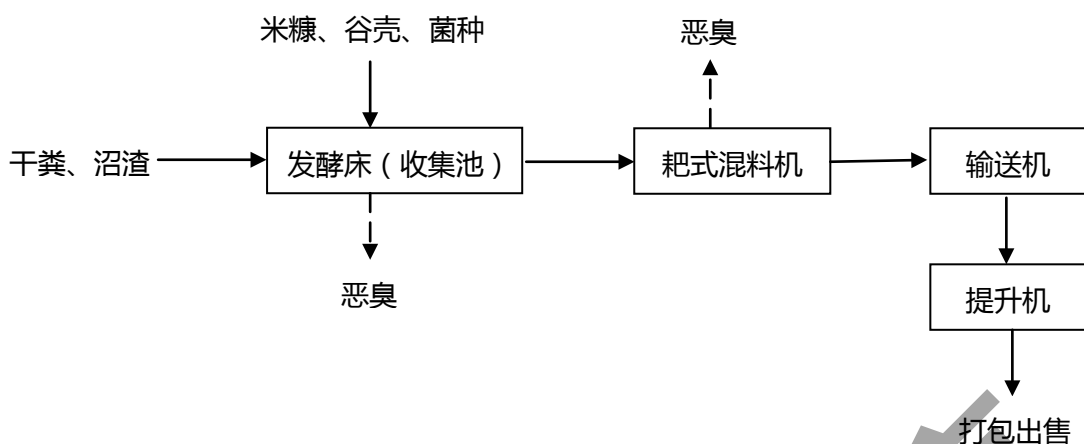 米糠、谷壳、菌种
恶臭
干粪、沼渣
发酵床（收集池）
耙式混料机
输送机
恶臭
提升机
打包出售